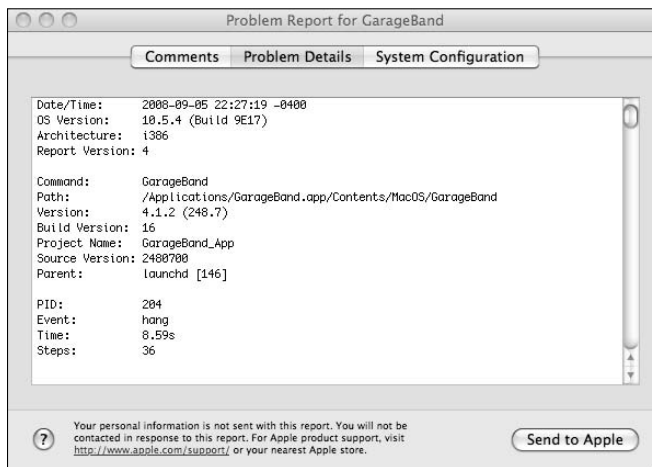 Problem Report for GarageBand
Comments Problem Details System Configuration
Date/Time: 2008-09-05 22:27:19 -0400
OS Version: 10.5.4 (Build 9E17)
Architecture: i386
Report Version: 4
Command: GarageBand
Path: /Applications/GarageBand.app/Contents/MacOS/GarageBand
Version: 4.1.2 (248.7)
Build Version: 16
Project Name: GarageBand_App
Source Version: 2480700
Parent: launchd [146]
PID: 204
Event: hang
Time: 8.59s
Steps: 36
Your personal information is not sent with this report. You will not be
contacted in response to this report. For Apple product support, visit
http://www.apple.com/support/ or your nearest Apple store.
? Send to Apple